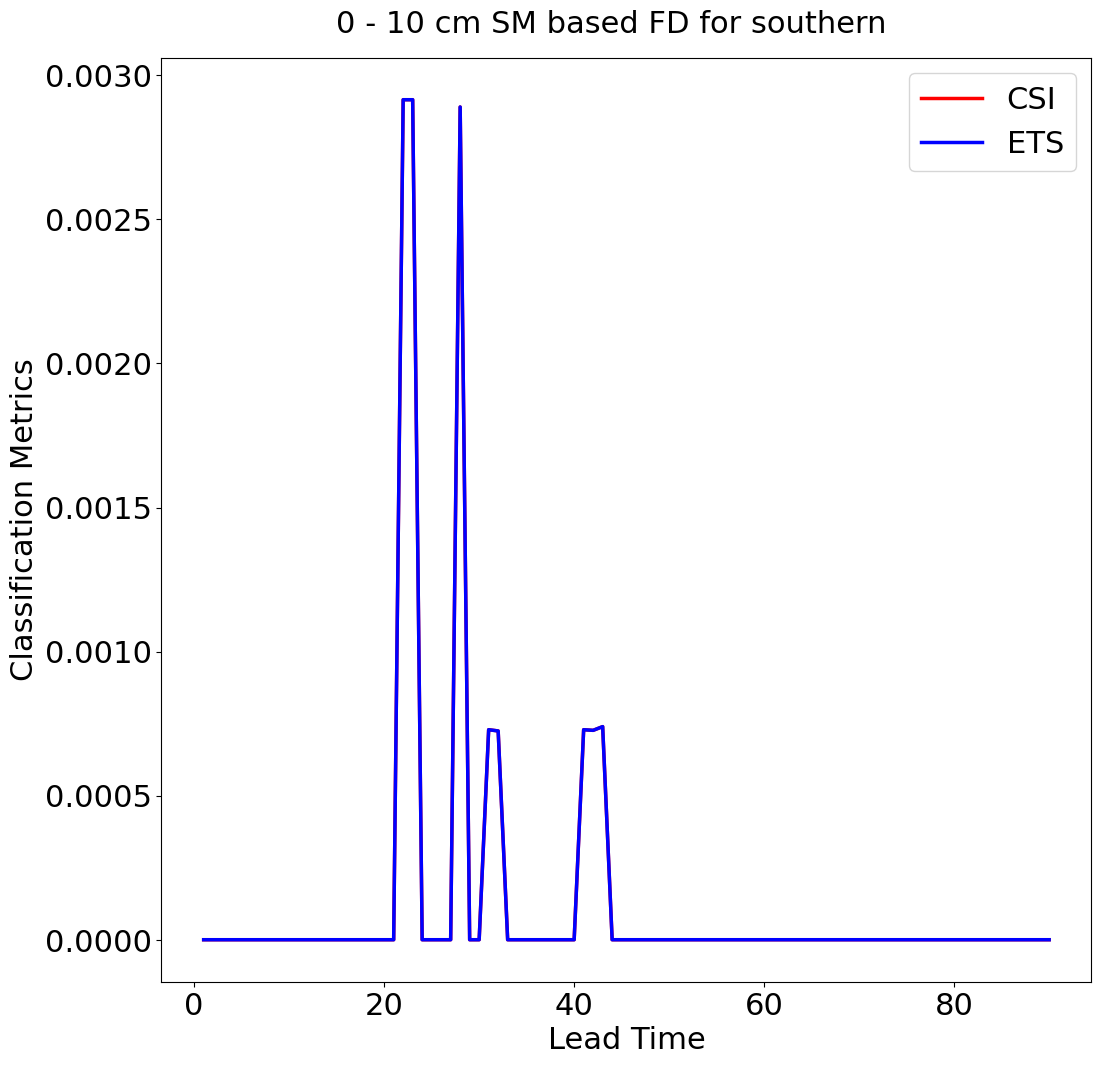 0 - 10 cm SM based FD for southern
CSI
ETS
Classification Metrics
0.0030
0.0025
0.0020
0.0015
0.0010
0.0005
0.0000
0 20 40 60 80
Lead Time